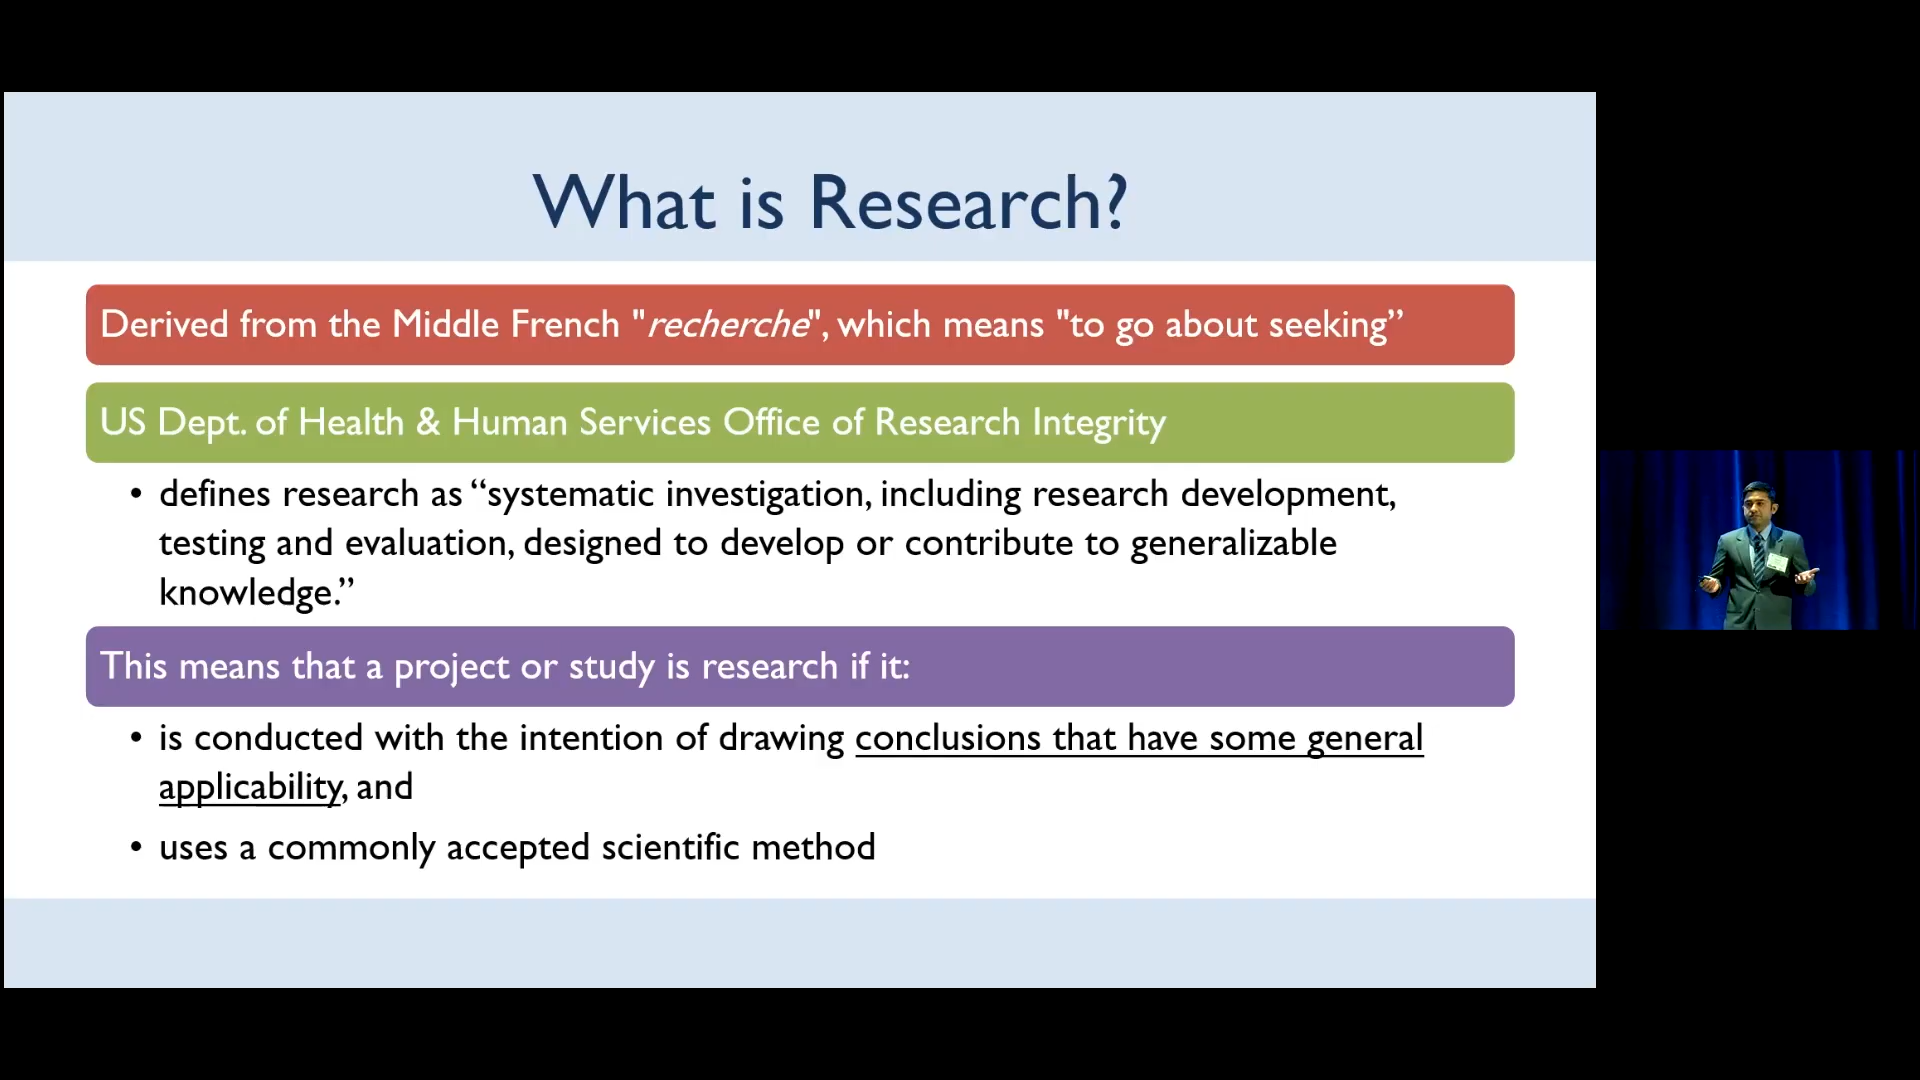 What is Research?
Derived from the Middle French "recherche", which means "to go about seeking”
US Dept. of Health & Human Services Office of Research Integrity
• defines research as “systematic investigation, including research development,
testing and evaluation, designed to develop or contribute to generalizable
knowledge.”
This means that a project or study is research if it:
• is conducted with the intention of drawing conclusions that have some general
applicability, and
• uses a commonly accepted scientific method